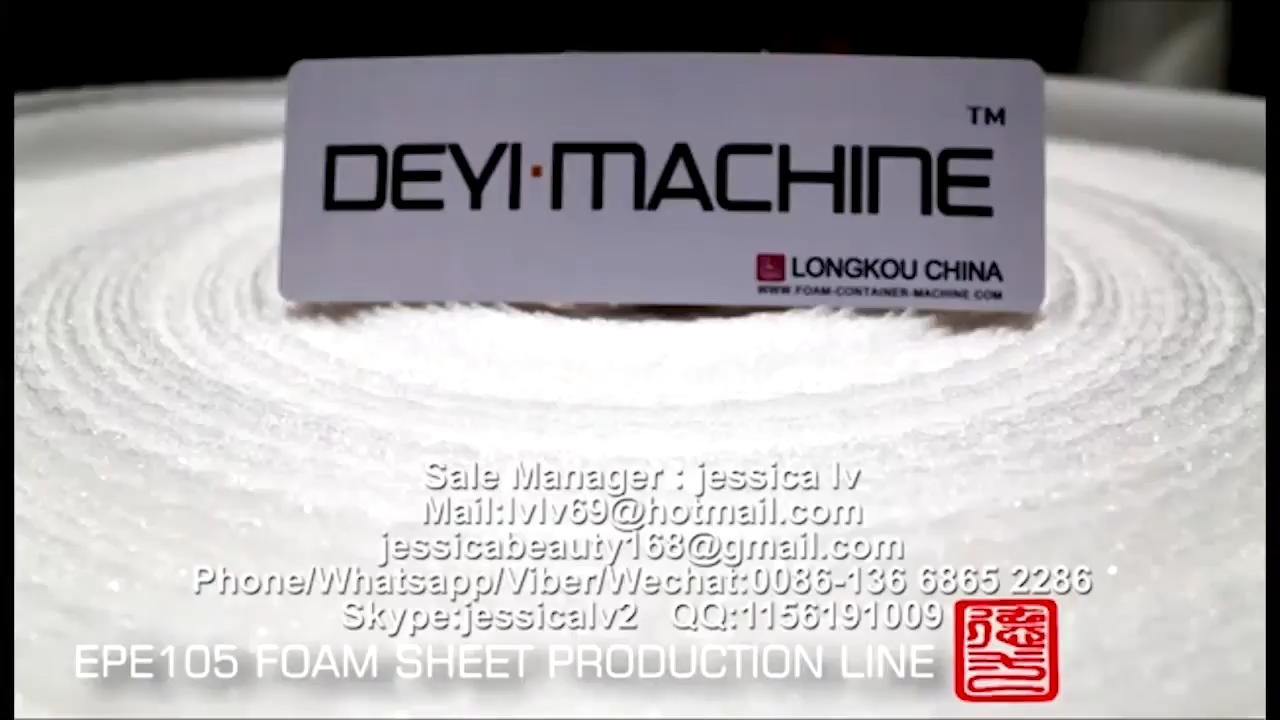 TM
DEYI·MACHINE
LONGKOU CHINA
WWW.FOAM-CONTAINER-MACHINE.COM
Sale Manager : jessica lv
Mail:lvlv69@hotmail.com
jessicabeauty168@gmail.com
Phone/Whatsapp/Viber/Wechat:0086-136 6865 2286
Skype:jessicalv2 QQ:1156191009
EPE105 FOAM SHEET PRODUCTION LINE